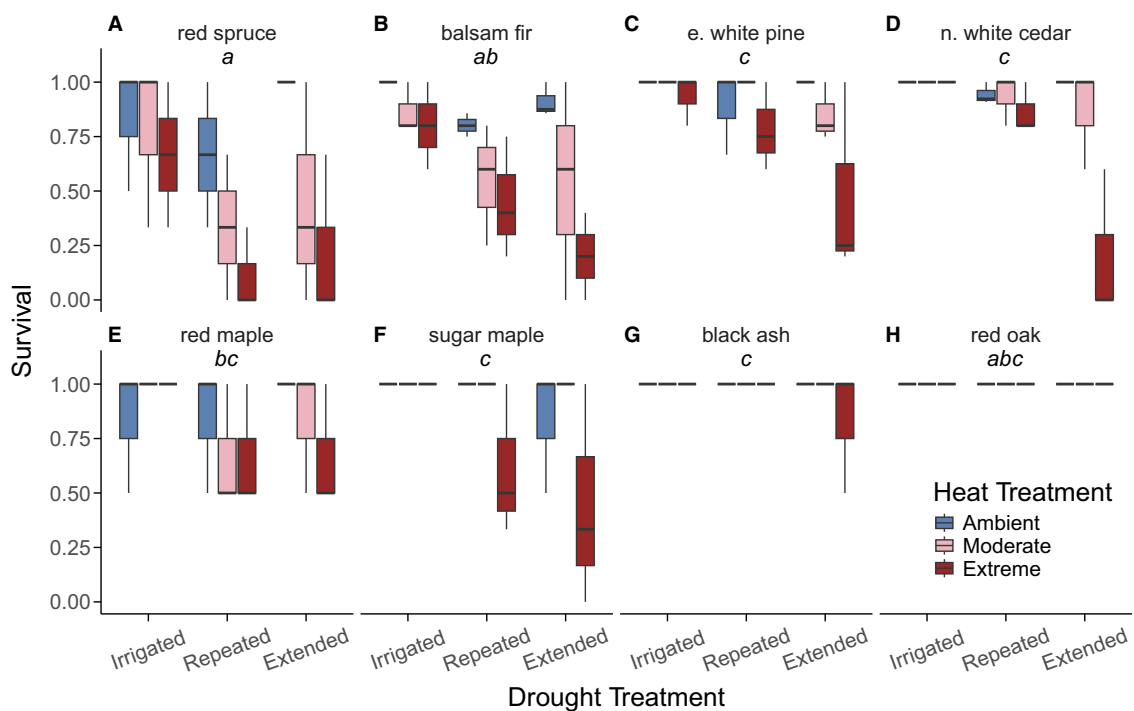 A red spruce a
B balsam fir ab
C e. white pine c
D n. white cedar c
1.00
0.75
0.50
0.25
0.00
E red maple bc
F sugar maple c
G black ash c
H red oak abc
1.00
0.75
0.50
0.25
0.00
Survival
Heat Treatment
Ambient
Moderate
Extreme
Irrigated Repeated Extended
Irrigated Repeated Extended
Irrigated Repeated Extended
Irrigated Repeated Extended
Drought Treatment